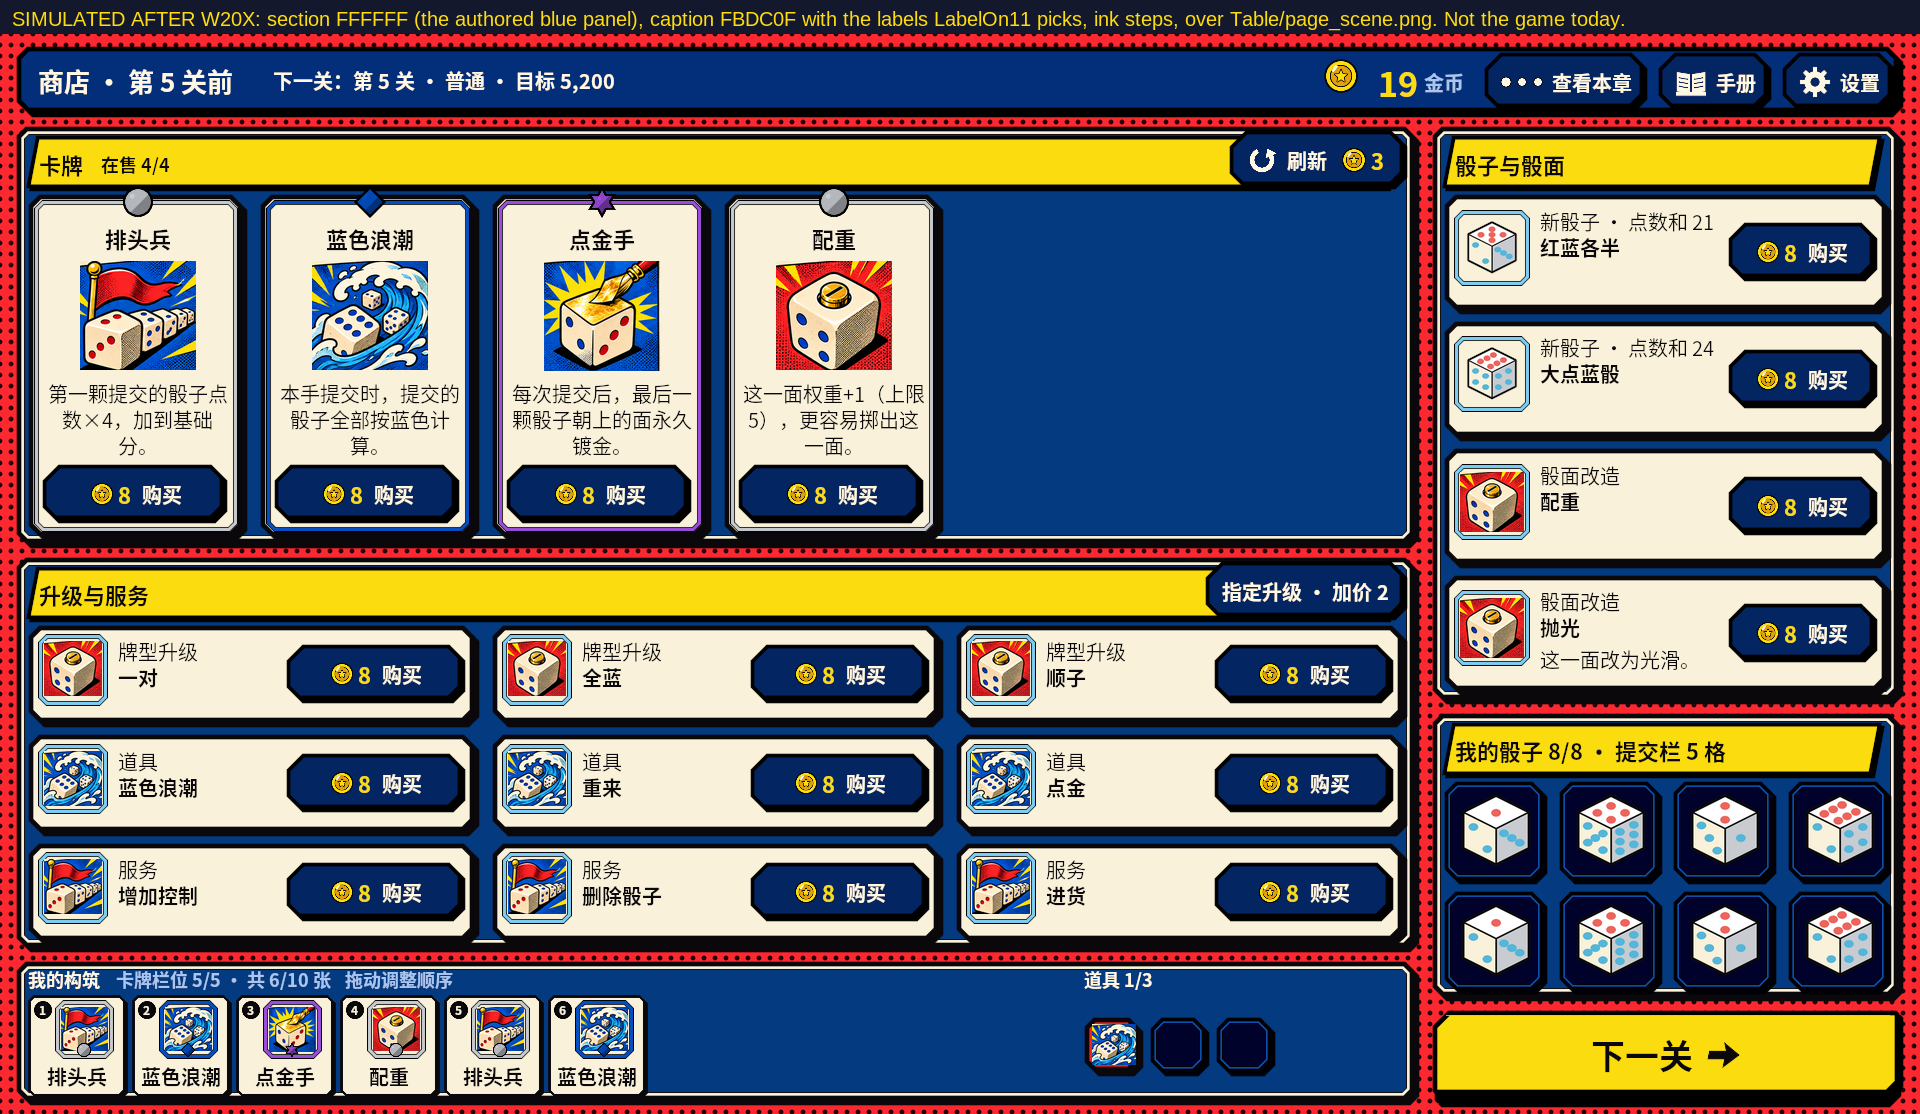 SIMULATED AFTER W20X: section FFFFFF (the authored blue panel), caption FBDC0F with the labels LabelOn11 picks, ink steps, over Table/page_scene.png. Not the game today.
商店 · 第 5 关前
下一关：第 5 关 · 普通 · 目标 5,200
19 金币
查看本章
手册
设置
卡牌 在售 4/4
刷新 3
排头兵
第一颗提交的骰子点
数×4，加到基础
分。
8 购买
蓝色浪潮
本手提交时，提交的
骰子全部按蓝色计
算。
8 购买
点金手
每次提交后，最后一
颗骰子朝上的面永久
镀金。
8 购买
配重
这一面权重+1（上限
5），更容易掷出这
一面。
8 购买
骰子与骰面
新骰子 · 点数和 21
红蓝各半
8 购买
新骰子 · 点数和 24
大点蓝骰
8 购买
骰面改造
配重
8 购买
骰面改造
抛光
这一面改为光滑。
8 购买
升级与服务
指定升级 · 加价 2
牌型升级
一对
8 购买
牌型升级
全蓝
8 购买
牌型升级
顺子
8 购买
道具
蓝色浪潮
8 购买
道具
重来
8 购买
道具
点金
8 购买
服务
增加控制
8 购买
服务
删除骰子
8 购买
服务
进货
8 购买
我的骰子 8/8 · 提交栏 5 格
我的构筑 卡牌栏位 5/5 · 共 6/10 张 拖动调整顺序
道具 1/3
1
排头兵
2
蓝色浪潮
3
点金手
4
配重
5
排头兵
6
蓝色浪潮
下一关